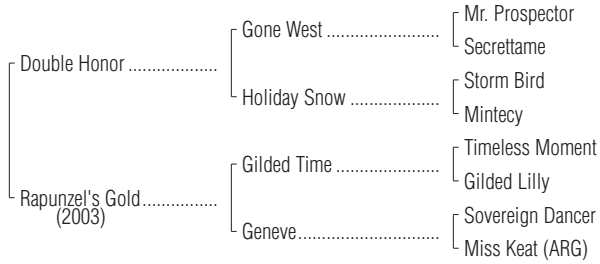 Mr. Prospector
Gone West ....................
Secrettame
Double Honor ................
Storm Bird
Holiday Snow ................
Mintecy
Timeless Moment
Gilded Time ..................
Gilded Lilly
Rapunzel's Gold.............
(2003)
Sovereign Dancer
Geneve.........................
Miss Keat (ARG)